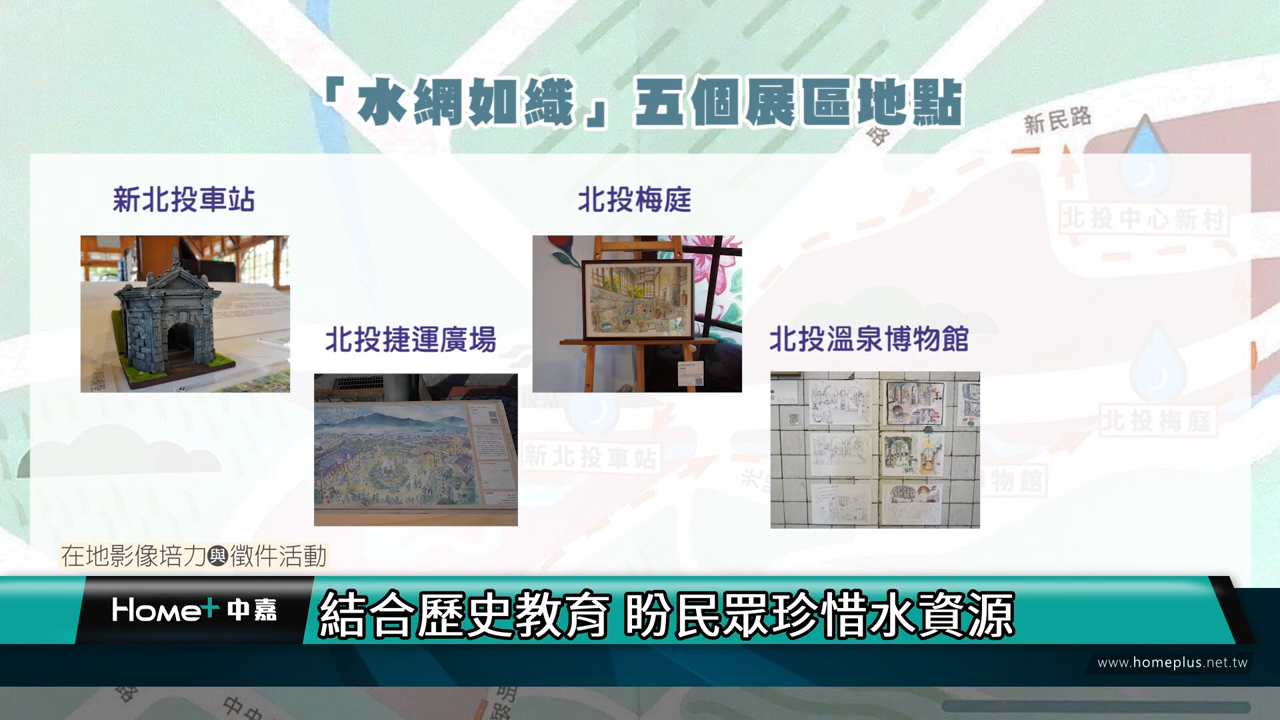 「水網如織」五個展區地點
新民路
路
新北投車站
北投梅庭
北投中心新村
北投捷運廣場
北投溫泉博物館
北投梅庭
新北投車站
物館
在地影像培力與徵件活動
Home+中嘉
結合歷史教育 盼民眾珍惜水資源
www.homeplus.net.tw
中央